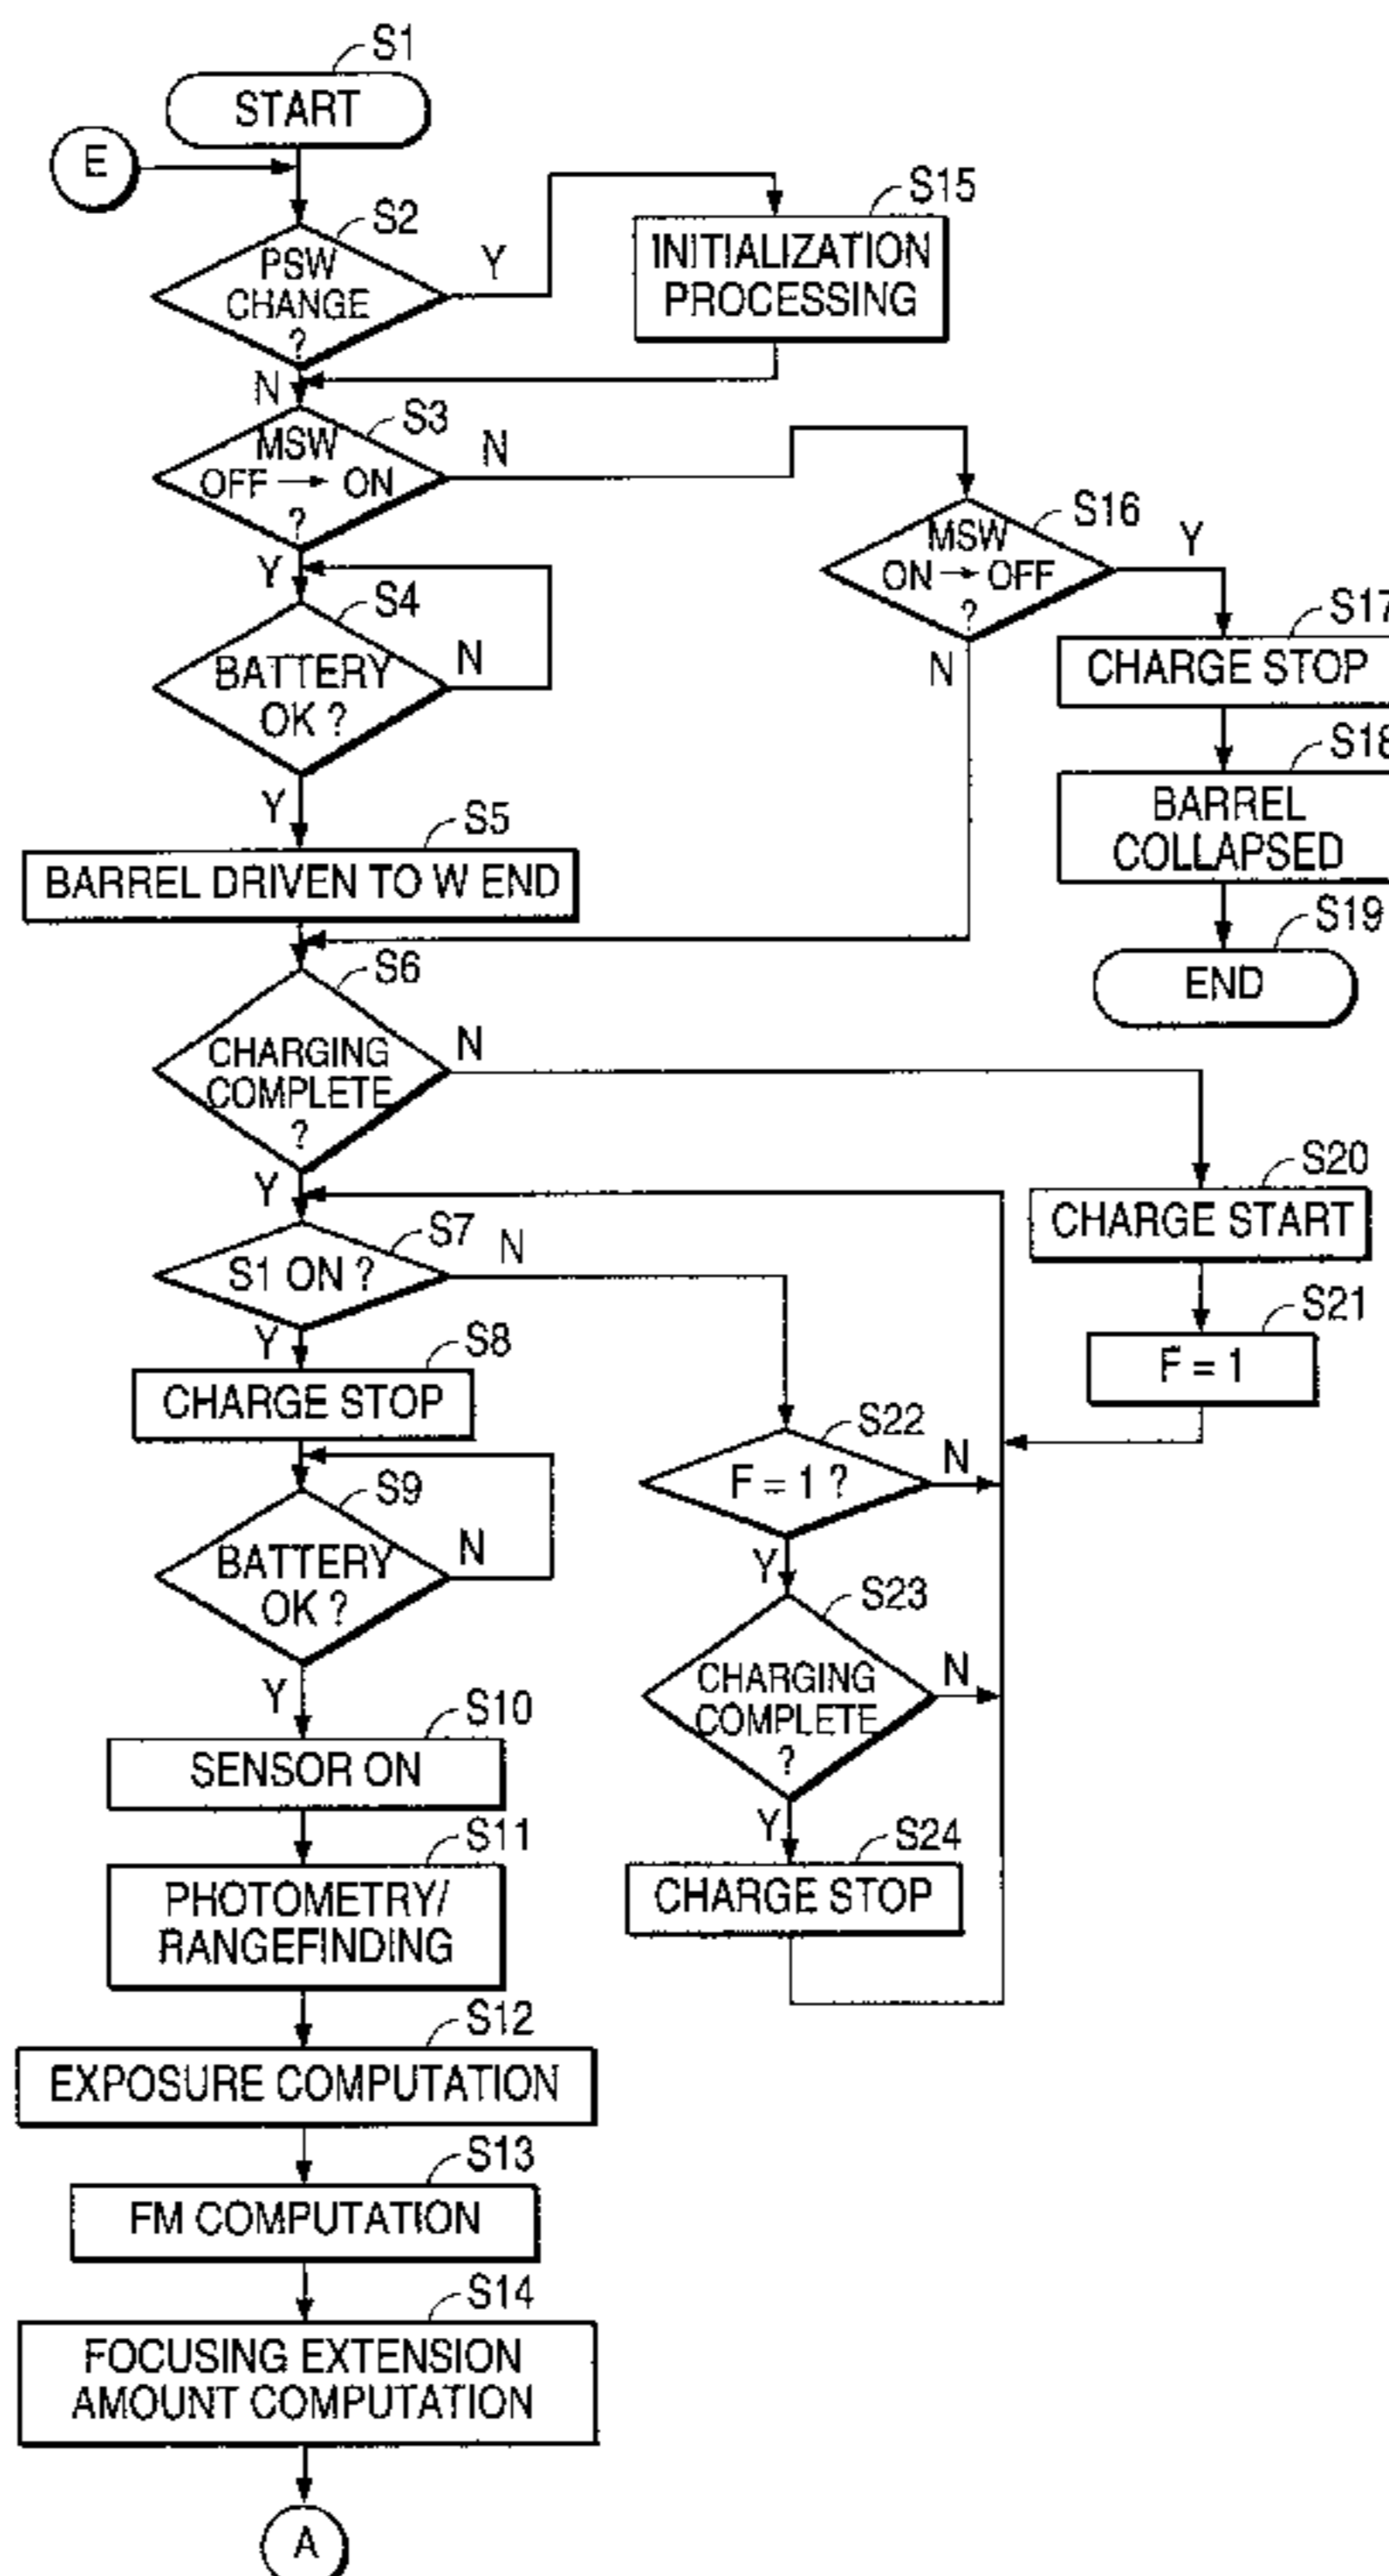 S1
START
E
S2
PSW
CHANGE
?
Y
N
S15
INITIALIZATION
PROCESSING
S3
MSW
OFF → ON
?
N
Y
S16
MSW
ON → OFF
?
Y
N
S17
CHARGE STOP
S18
BARREL
COLLAPSED
S19
END
S4
BATTERY
OK ?
N
Y
S5
BARREL DRIVEN TO W END
S6
CHARGING
COMPLETE
?
N
Y
S20
CHARGE START
S21
F = 1
S7
S1 ON ?
N
Y
S8
CHARGE STOP
S22
F = 1 ?
N
Y
S9
BATTERY
OK ?
N
Y
S23
CHARGING
COMPLETE
?
N
Y
S24
CHARGE STOP
S10
SENSOR ON
S11
PHOTOMETRY/
RANGEFINDING
S12
EXPOSURE COMPUTATION
S13
FM COMPUTATION
S14
FOCUSING EXTENSION
AMOUNT COMPUTATION
A